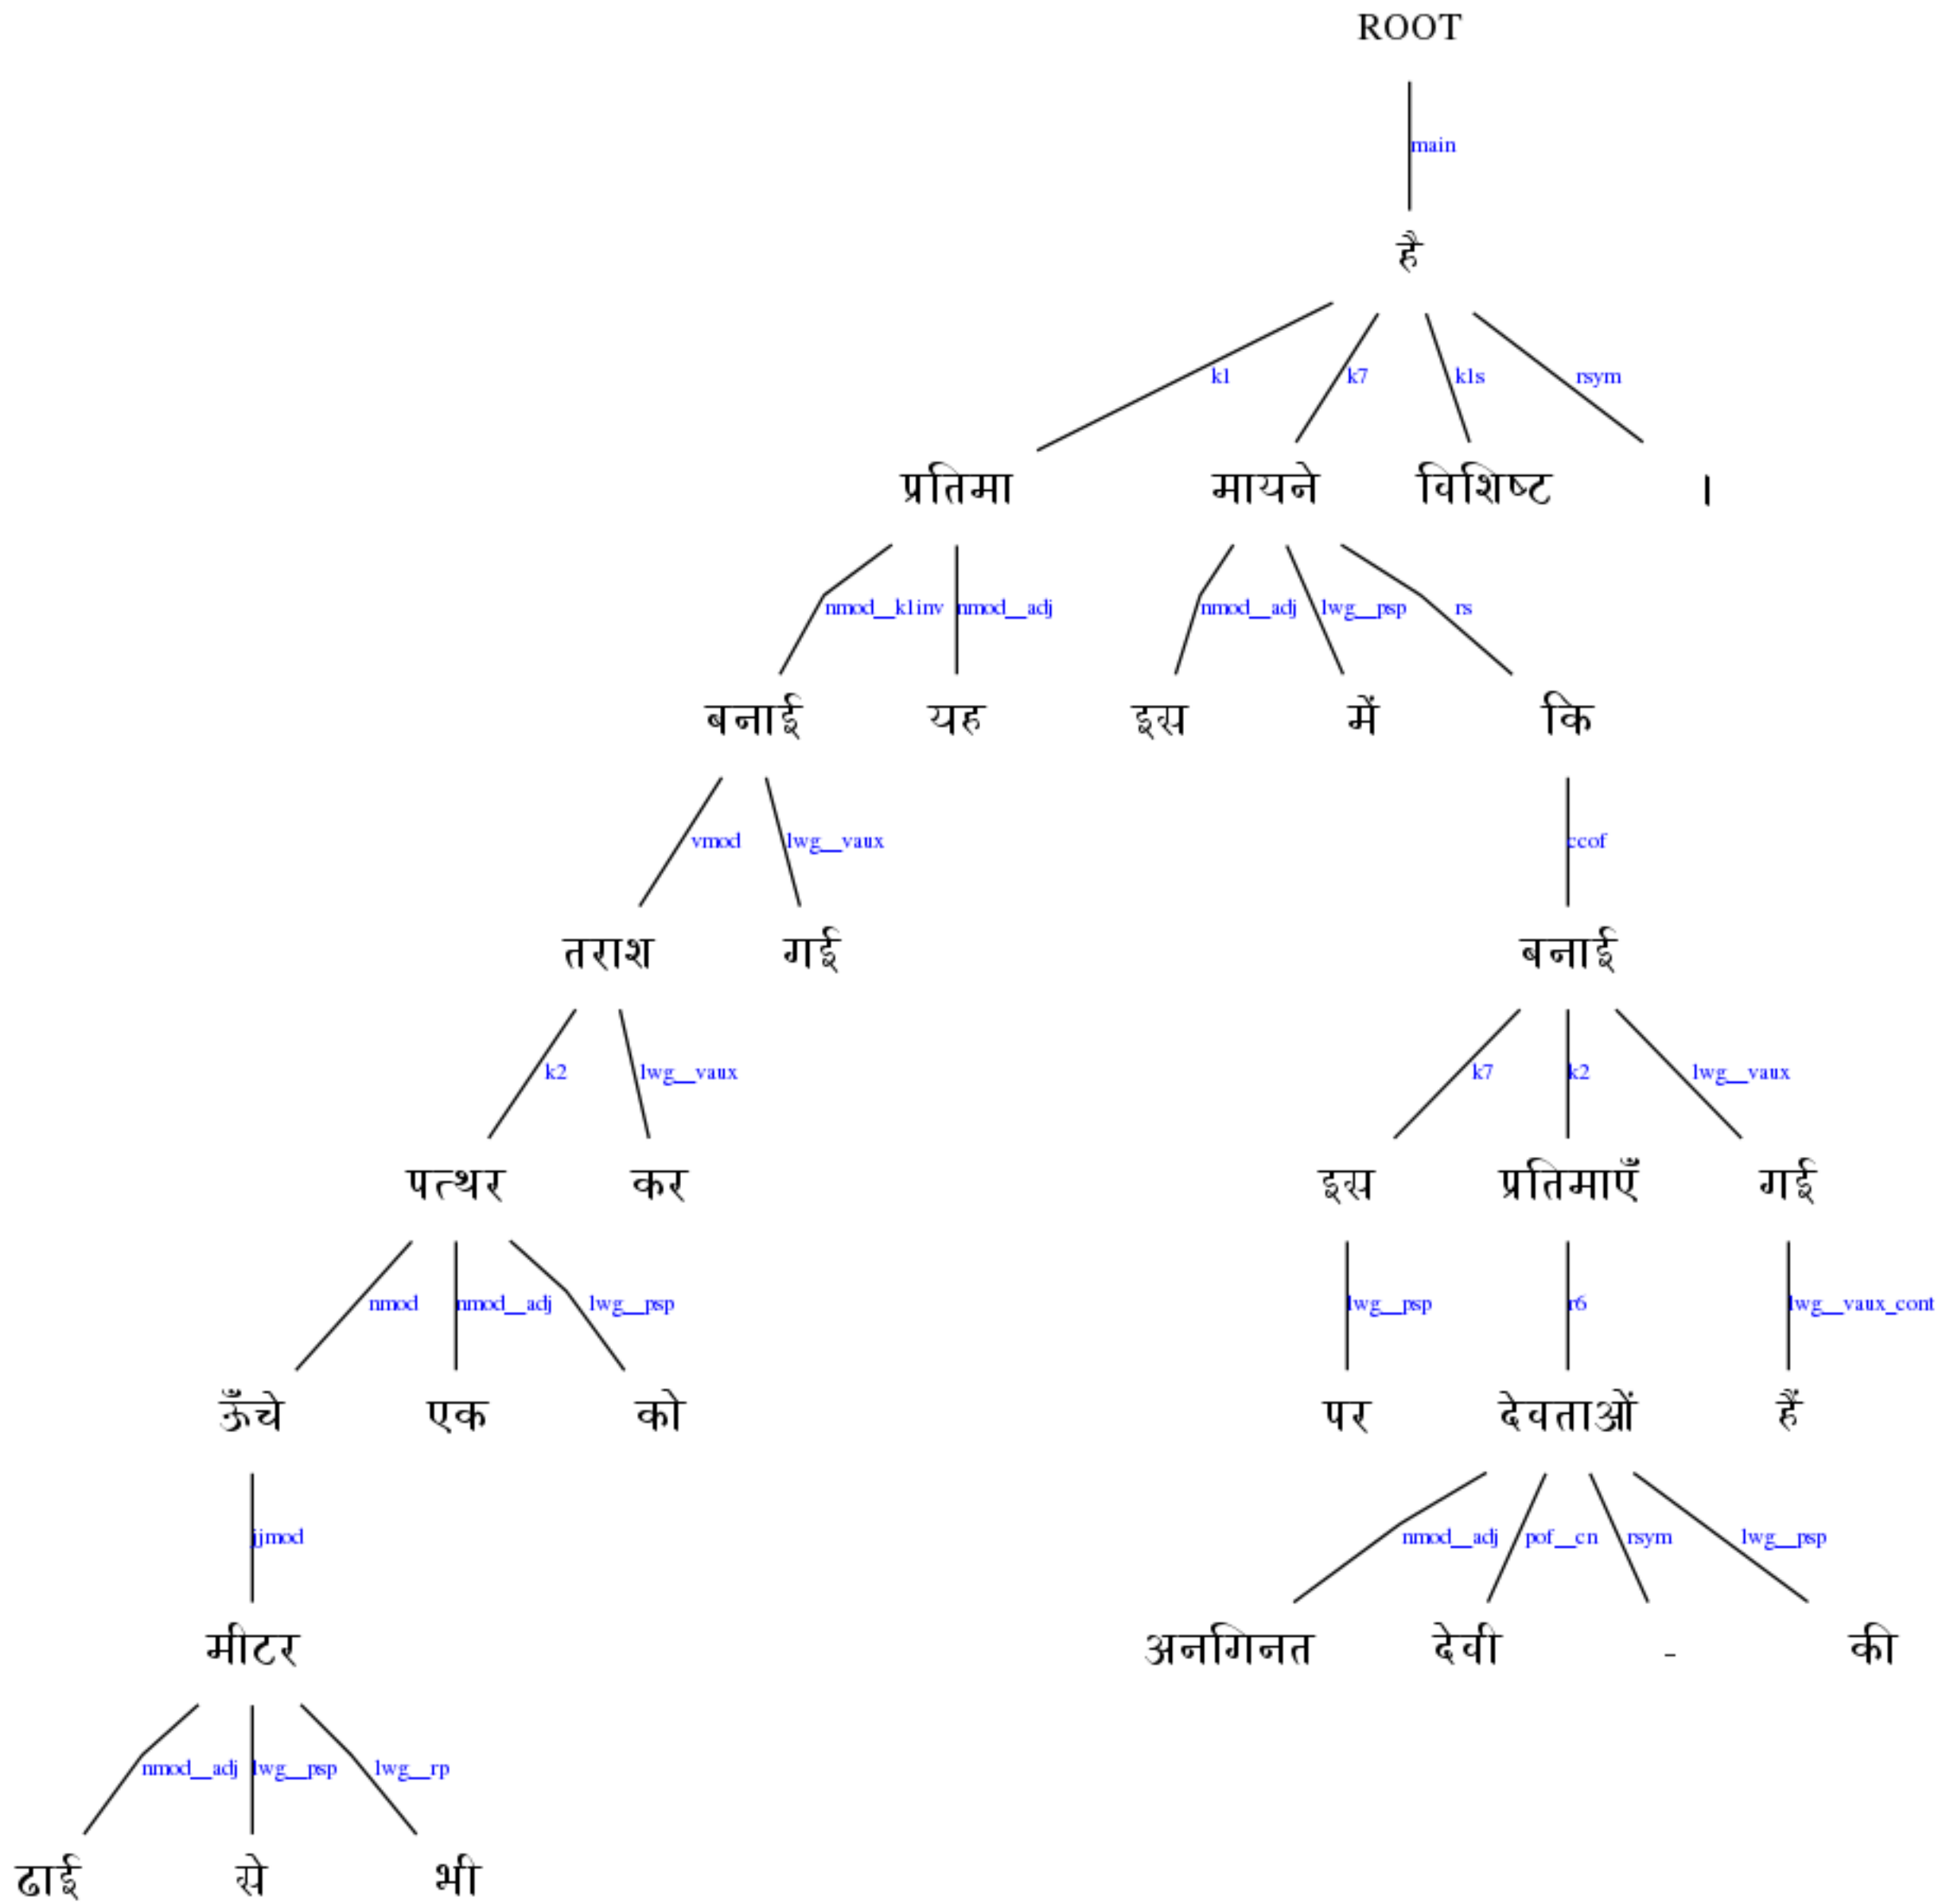 ROOT
main
है
k1 k7 k1s rsym
प्रतिमा मायने विशिष्ट ।
nmod__k1inv nmod__adj nmod__adj lwg__psp rs
बनाई यह इस में कि
vmod lwg__vaux ccof
तराश गई बनाई
k2 lwg__vaux k7 k2 lwg__vaux
पत्थर कर इस प्रतिमाएँ गई
nmod nmod__adj lwg__psp lwg__psp r6 lwg__vaux_cont
ऊँचे एक को पर देवताओं हैं
jjmod nmod__adj pof__cn rsym lwg__psp
मीटर अनगिनत देवी - की
nmod__adj lwg__psp lwg__rp
ढाई से भी